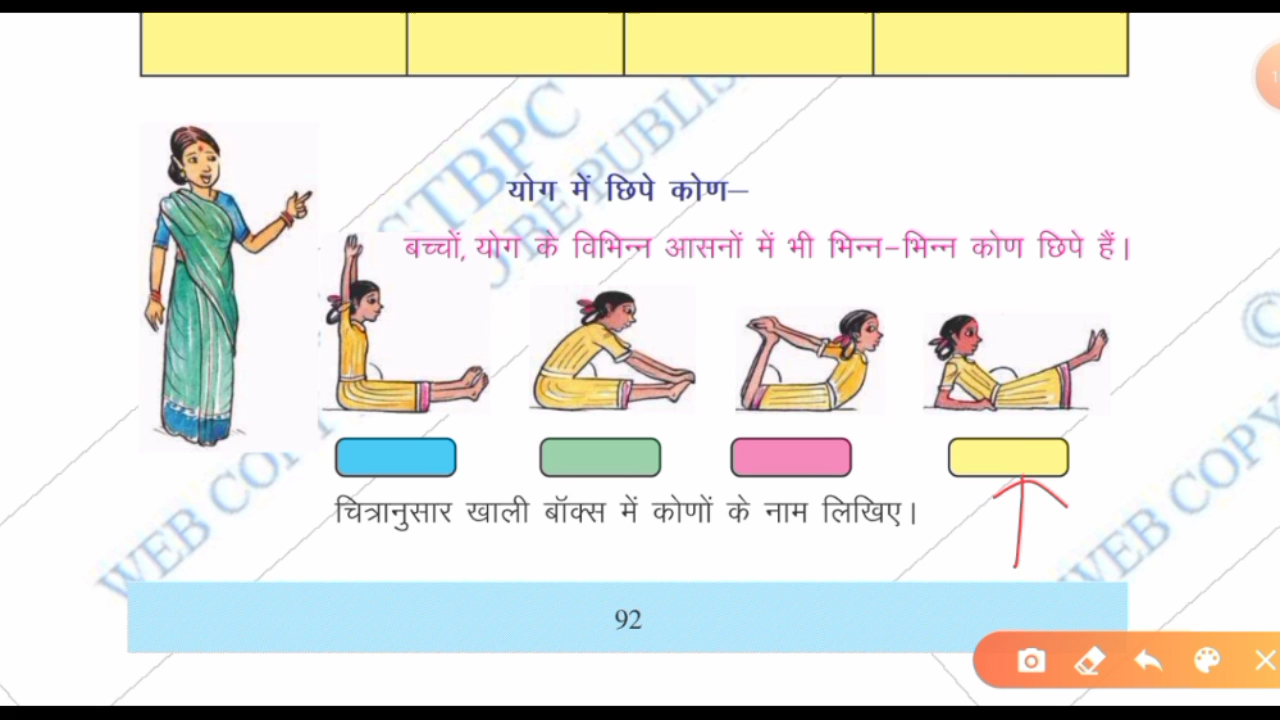 योग में छिपे कोण–
बच्चों, योग के विभिन्न आसनों में भी भिन्न-भिन्न कोण छिपे हैं।
चित्रानुसार खाली बॉक्स में कोणों के नाम लिखिए।
92